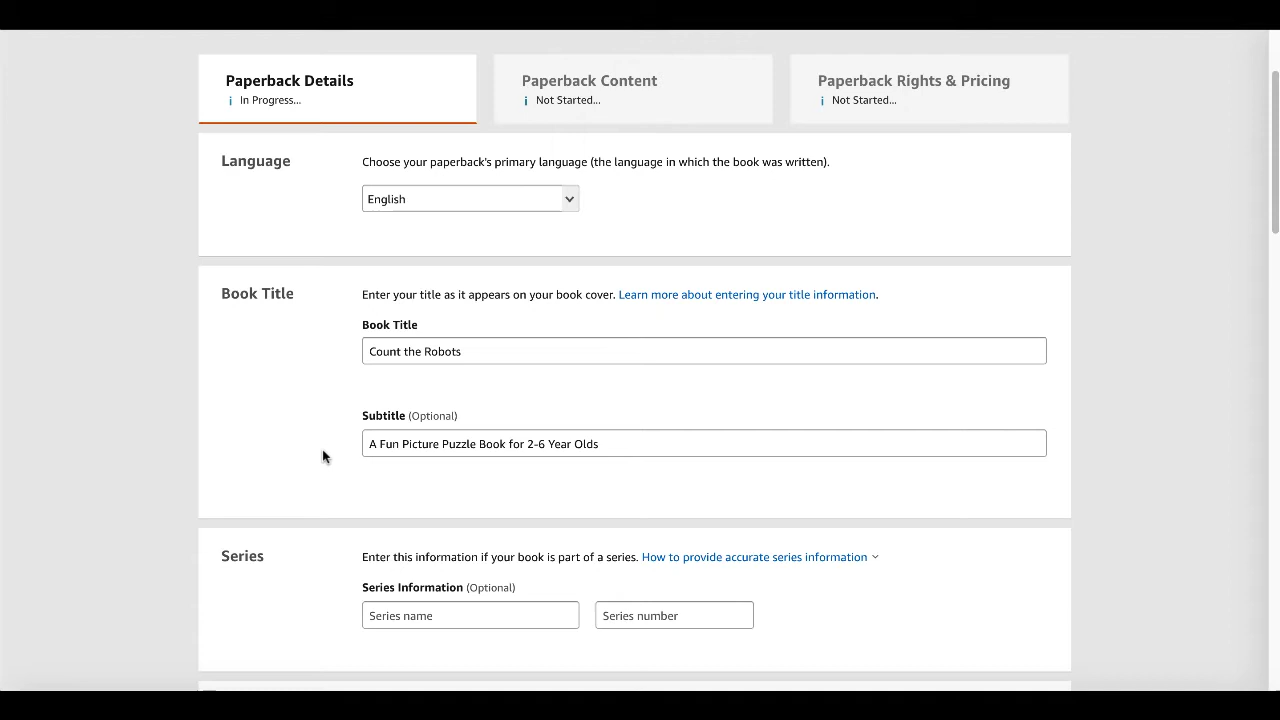 Paperback Details
i In Progress...
Paperback Content
i Not Started...
Paperback Rights & Pricing
i Not Started...
Language
Choose your paperback's primary language (the language in which the book was written).
English
Book Title
Enter your title as it appears on your book cover. Learn more about entering your title information.
Book Title
Count the Robots
Subtitle (Optional)
A Fun Picture Puzzle Book for 2-6 Year Olds
Series
Enter this information if your book is part of a series. How to provide accurate series information
Series Information (Optional)
Series name
Series number